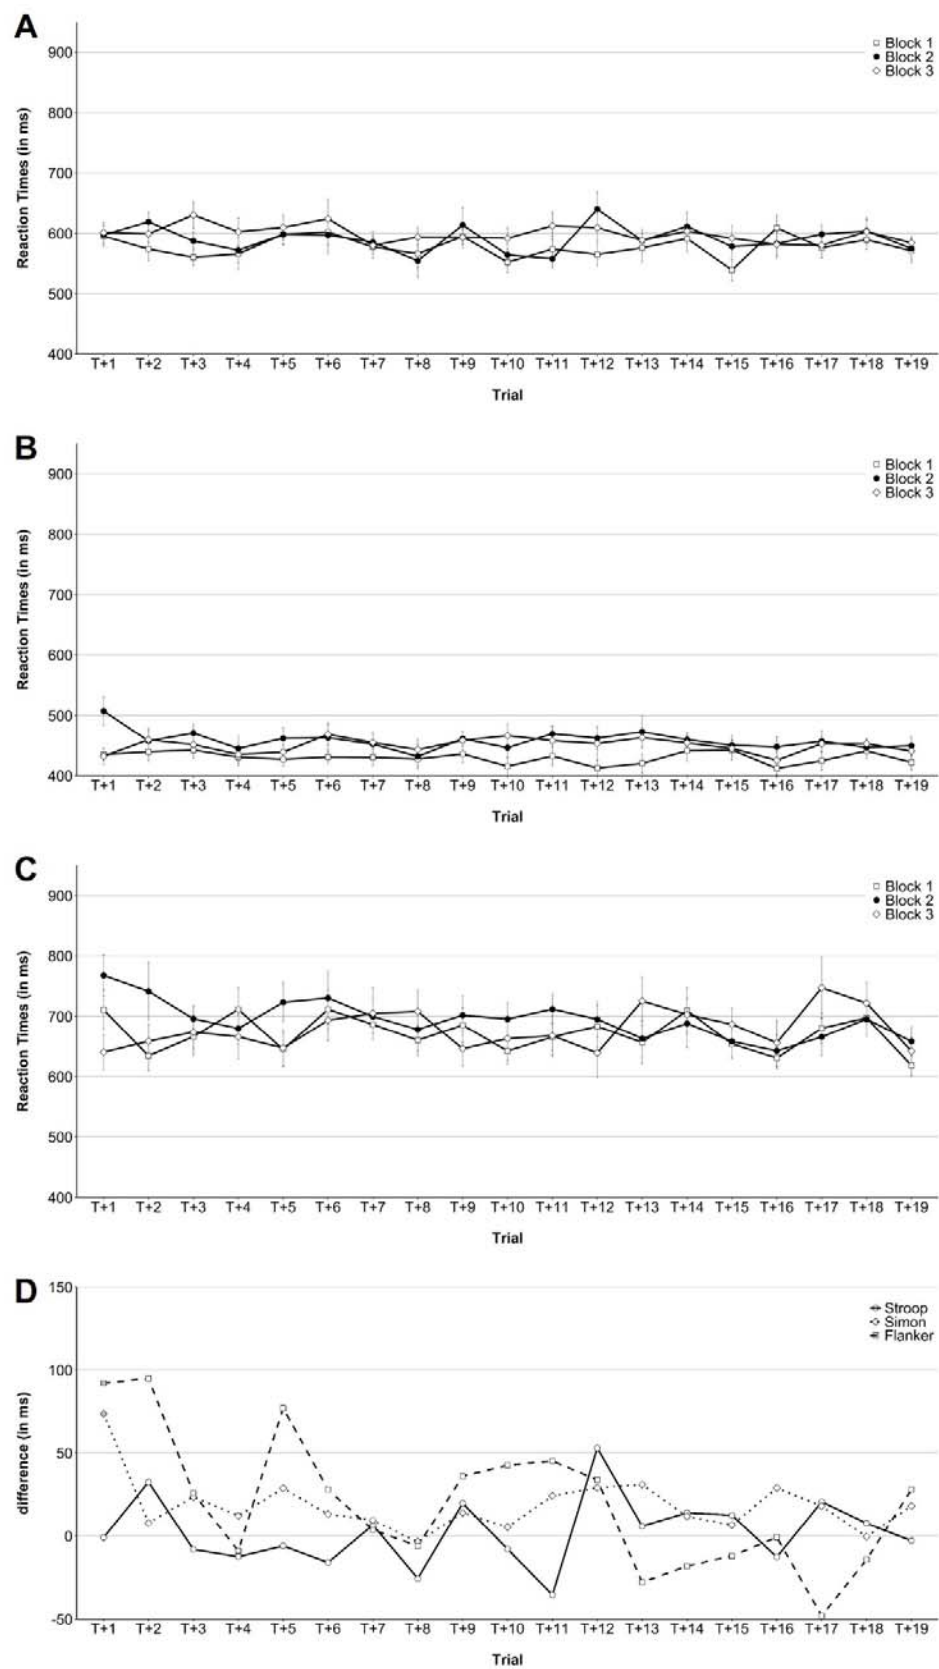 A
Block 1
Block 2
Block 3
Reaction Times (in ms)
900
800
700
600
500
400
T+1 T+2 T+3 T+4 T+5 T+6 T+7 T+8 T+9 T+10 T+11 T+12 T+13 T+14 T+15 T+16 T+17 T+18 T+19
Trial
B
Block 1
Block 2
Block 3
Reaction Times (in ms)
900
800
700
600
500
400
T+1 T+2 T+3 T+4 T+5 T+6 T+7 T+8 T+9 T+10 T+11 T+12 T+13 T+14 T+15 T+16 T+17 T+18 T+19
Trial
C
Block 1
Block 2
Block 3
Reaction Times (in ms)
900
800
700
600
500
400
T+1 T+2 T+3 T+4 T+5 T+6 T+7 T+8 T+9 T+10 T+11 T+12 T+13 T+14 T+15 T+16 T+17 T+18 T+19
Trial
D
Stroop
Simon
Flanker
difference (in ms)
150
100
50
0
-50
T+1 T+2 T+3 T+4 T+5 T+6 T+7 T+8 T+9 T+10 T+11 T+12 T+13 T+14 T+15 T+16 T+17 T+18 T+19
Trial